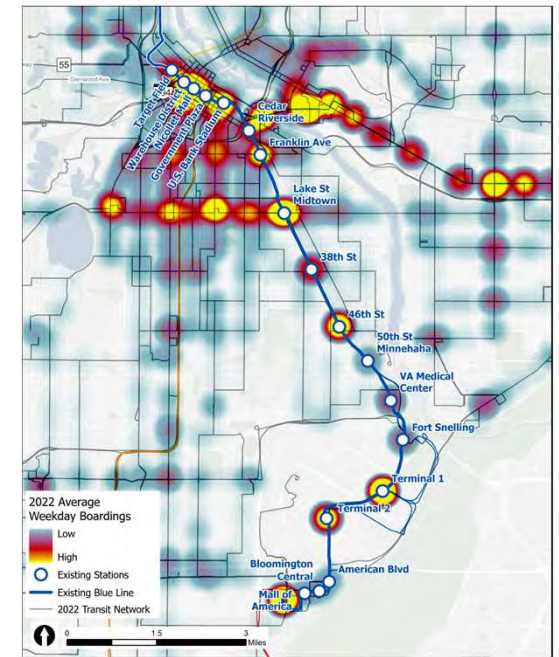 55
Glenwood Ave
Target Field
Warehouse District
Nicollet Mall
Government Plaza
U.S. Bank Stadium
Cedar
Riverside
Franklin Ave
Lake St
Midtown
38th St
46th St
50th St
Minnehaha
VA Medical
Center
Fort Snelling
Terminal 1
Terminal 2
Bloomington
Central
American Blvd
Mall of
America
2022 Average
Weekday Boardings
Low
High
Existing Stations
Existing Blue Line
2022 Transit Network
0
1.5
3
Miles